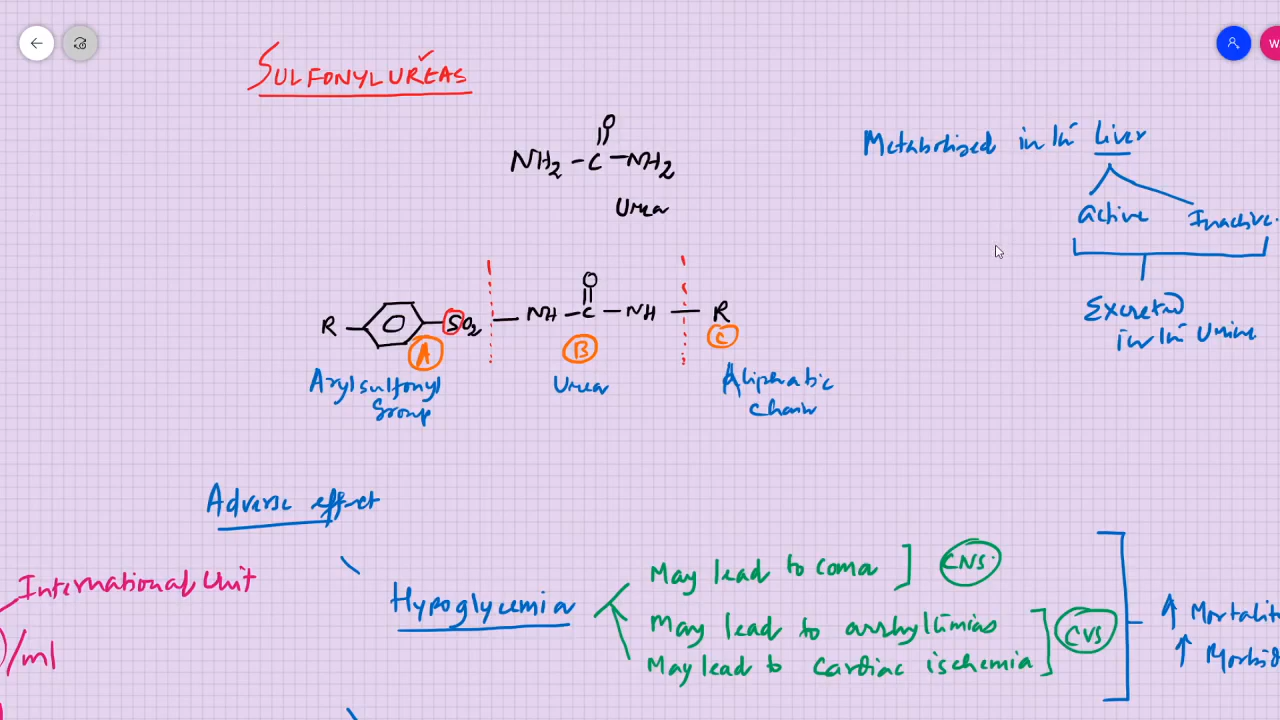 SULFONYLUREAS
O
NH2 - C - NH2
Urea
Metabolised in the Liver
Active Inactive
Excreted
in the Urine
O
R SO2 - NH - C - NH - R
A B C
Arylsulfonyl Urea Aliphatic
Group Chain
Adverse effect
International Unit
/ml
Hypoglycemia
May lead to coma ] CNS
May lead to arrhythmias
May lead to cardiac ischemia ] CVS
↑
↑
W